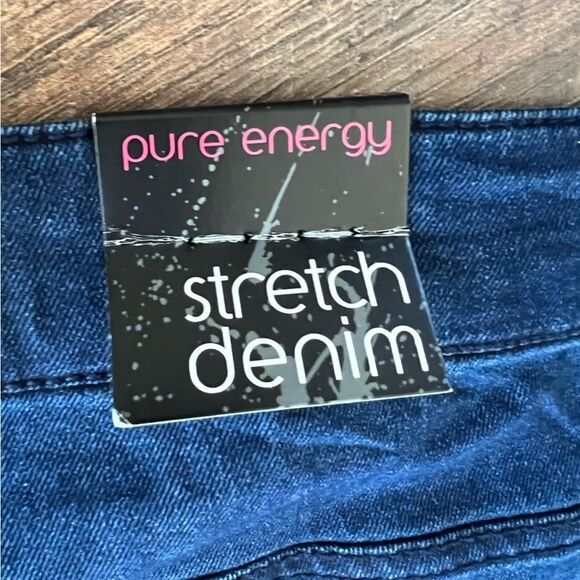 pure energy
stretch
denim